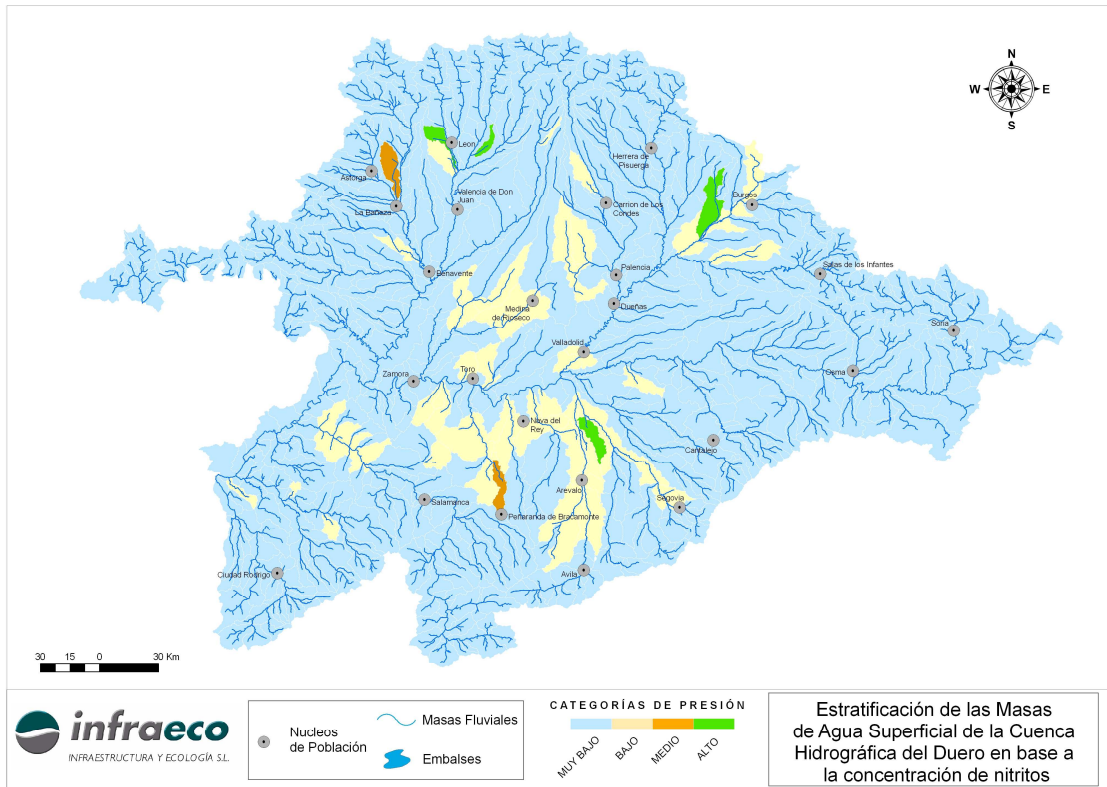 N
W
E
S
Leon
Astorga
La Bañeza
Valencia de Don
Juan
Herrera de
Pisuerga
Carrion de Los
Condes
Burgos
Benavente
Palencia
Salas de los Infantes
Dueñas
Medina
de Rioseco
Soria
Valladolid
Zamora
Toro
Osma
Nava del
Rey
Cantalejo
Arevalo
Segovia
Salamanca
Peñaranda de Bracamonte
Ciudad Rodrigo
Avila
30 15 0 30 Km
infraeco
INFRAESTRUCTURA Y ECOLOGÍA S.L.
Núcleos
de Población
Masas Fluviales
Embalses
CATEGORÍAS DE PRESIÓN
MUY BAJO
BAJO
MEDIO
ALTO
Estratificación de las Masas
de Agua Superficial de la Cuenca
Hidrográfica del Duero en base a
la concentración de nitritos